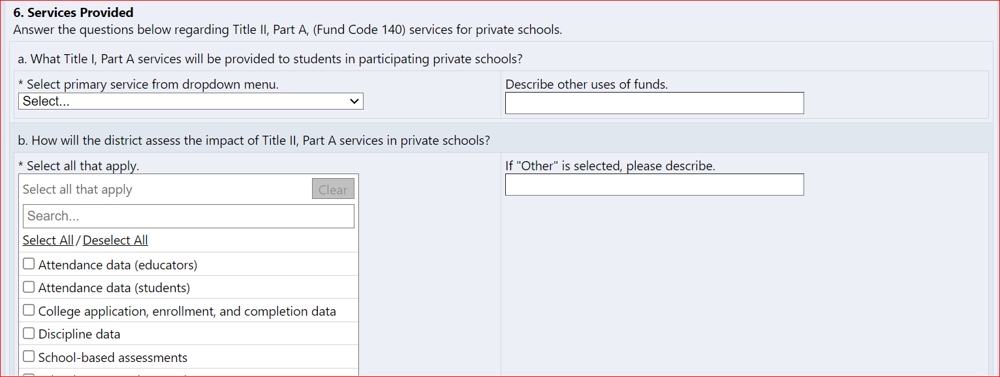 6. Services Provided
Answer the questions below regarding Title II, Part A, (Fund Code 140) services for private schools.
a. What Title I, Part A services will be provided to students in participating private schools?
* Select primary service from dropdown menu.
Select...
Describe other uses of funds.
b. How will the district assess the impact of Title II, Part A services in private schools?
* Select all that apply.
Select all that apply
Clear
Search...
Select All / Deselect All
Attendance data (educators)
Attendance data (students)
College application, enrollment, and completion data
Discipline data
School-based assessments
If "Other" is selected, please describe.